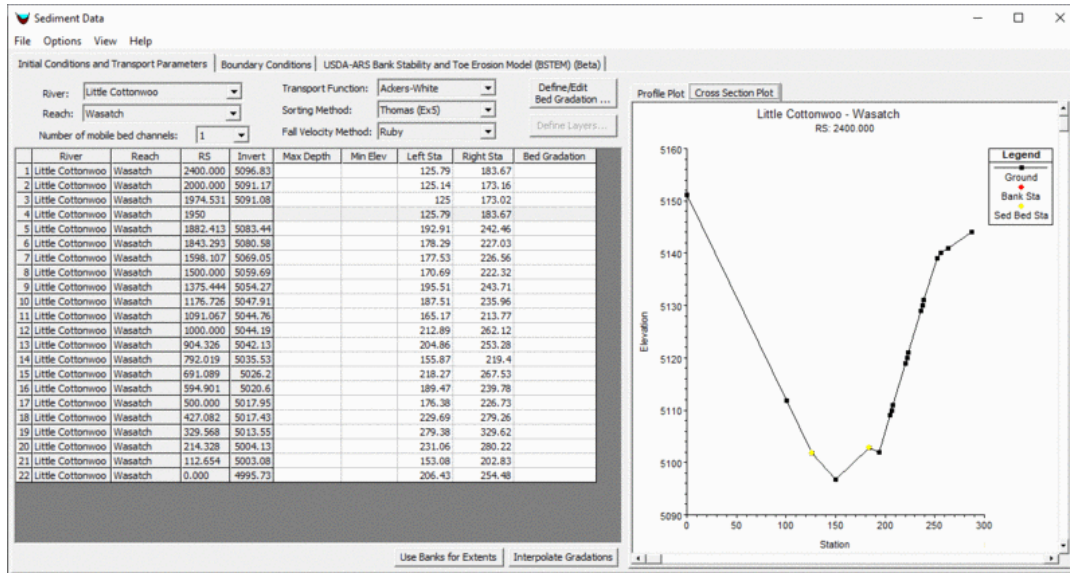 Sediment Data
File Options View Help
Initial Conditions and Transport Parameters Boundary Conditions USDA-ARS Bank Stability and Toe Erosion Model (BSTEM) (Beta)
River: Little Cottonwoo Transport Function: Ackers-White Define/Edit Bed Gradation ...
Reach: Wasatch Sorting Method: Thomas (Ex5)
Number of mobile bed channels: 1 Fall Velocity Method: Ruby Define Layers...
River Reach RS Invert Max Depth Min Elev Left Sta Right Sta Bed Gradation
1 Little Cottonwoo Wasatch 2400.000 5096.83 125.79 183.67
2 Little Cottonwoo Wasatch 2000.000 5091.17 125.14 173.16
3 Little Cottonwoo Wasatch 1974.531 5091.08 125 173.02
4 Little Cottonwoo Wasatch 1950 125.79 183.67
5 Little Cottonwoo Wasatch 1882.413 5083.44 192.91 242.46
6 Little Cottonwoo Wasatch 1843.293 5080.58 178.29 227.03
7 Little Cottonwoo Wasatch 1598.107 5069.05 177.53 226.56
8 Little Cottonwoo Wasatch 1500.000 5059.69 170.69 222.32
9 Little Cottonwoo Wasatch 1375.444 5054.27 195.51 243.71
10 Little Cottonwoo Wasatch 1176.726 5047.91 187.51 235.96
11 Little Cottonwoo Wasatch 1091.067 5044.76 165.17 213.77
12 Little Cottonwoo Wasatch 1000.000 5044.19 212.89 262.12
13 Little Cottonwoo Wasatch 904.326 5042.13 204.86 253.28
14 Little Cottonwoo Wasatch 792.019 5035.53 155.87 219.4
15 Little Cottonwoo Wasatch 691.089 5026.2 218.27 267.53
16 Little Cottonwoo Wasatch 594.901 5020.6 189.47 239.78
17 Little Cottonwoo Wasatch 500.000 5017.95 176.38 226.73
18 Little Cottonwoo Wasatch 427.082 5017.43 229.69 279.26
19 Little Cottonwoo Wasatch 329.568 5013.55 279.38 329.62
20 Little Cottonwoo Wasatch 214.328 5004.13 231.06 280.22
21 Little Cottonwoo Wasatch 112.654 5003.08 153.08 202.83
22 Little Cottonwoo Wasatch 0.000 4995.73 206.43 254.48
Use Banks for Extents Interpolate Gradations
Profile Plot Cross Section Plot
Little Cottonwoo - Wasatch
RS: 2400.000
Legend
Ground
Bank Sta
Sed Bed Sta
Elevation
5160
5150
5140
5130
5120
5110
5100
5090
0 50 100 150 200 250 300
Station